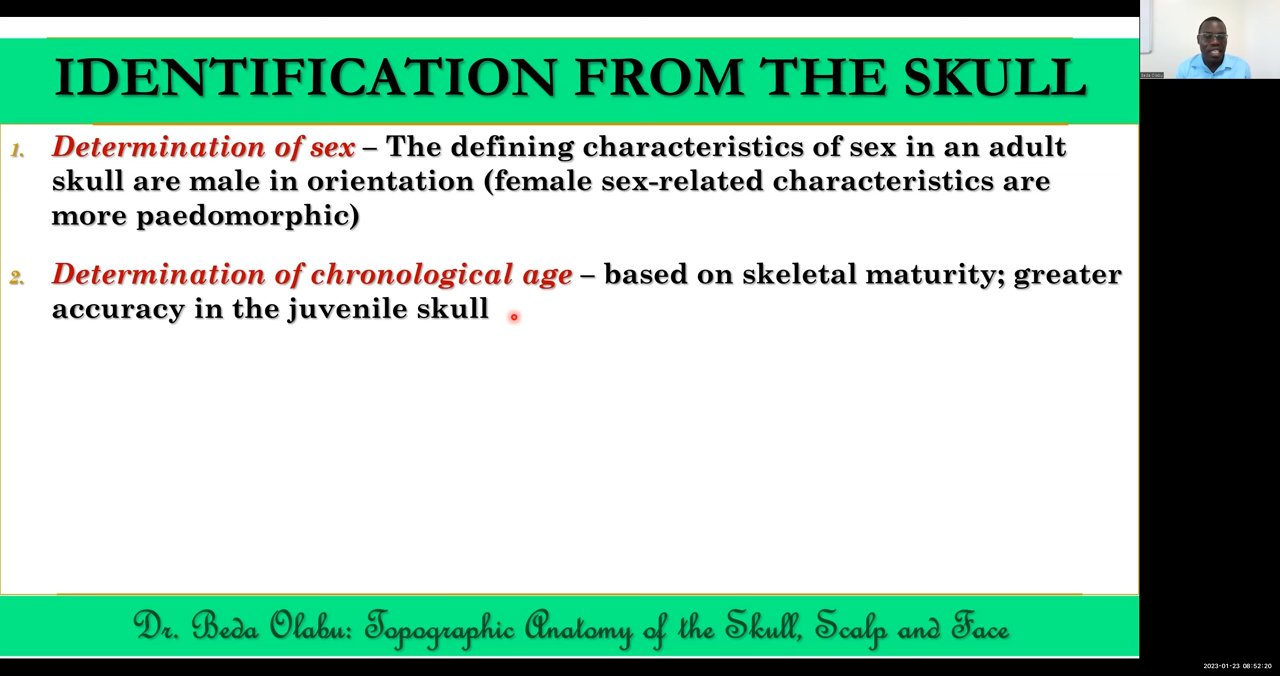 IDENTIFICATION FROM THE SKULL
1. Determination of sex – The defining characteristics of sex in an adult
skull are male in orientation (female sex-related characteristics are
more paedomorphic)
2. Determination of chronological age – based on skeletal maturity; greater
accuracy in the juvenile skull
Dr. Beda Olabu: Topographic Anatomy of the Skull, Scalp and Face
Beda Olabu
2023-01-23 08:52:20